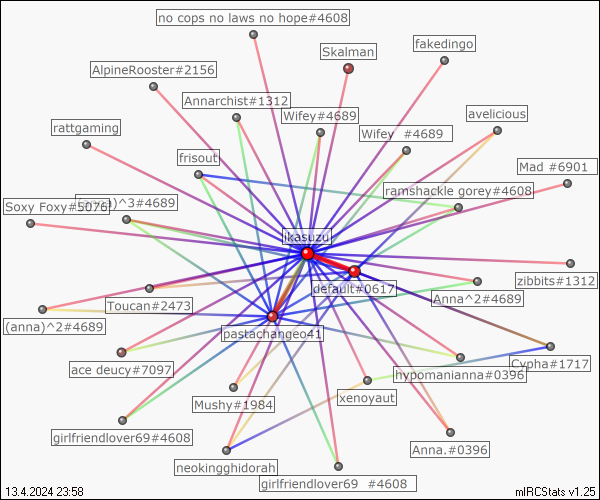 no cops no laws no hope#4608
Skalman
fakedingo
AlpineRooster#2156
Annarchist#1312
Wifey#4689
avelicious
rattgaming
Wifey #4689
frisout
Mad #6901
ramshackle gorey#4608
Soxy Foxy#5076
(anna)^3#4689
ikasuzu
zibbits#1312
default#0617
Anna^2#4689
Toucan#2473
(anna)^2#4689
pastachangeo41
Cypha#1717
ace deucy#7097
hypomanianna#0396
xenoyaut
Mushy#1984
girlfriendlover69#4608
Anna.#0396
neokingghidorah
girlfriendlover69 #4608
13.4.2024 23:58
mIRCStats v1.25